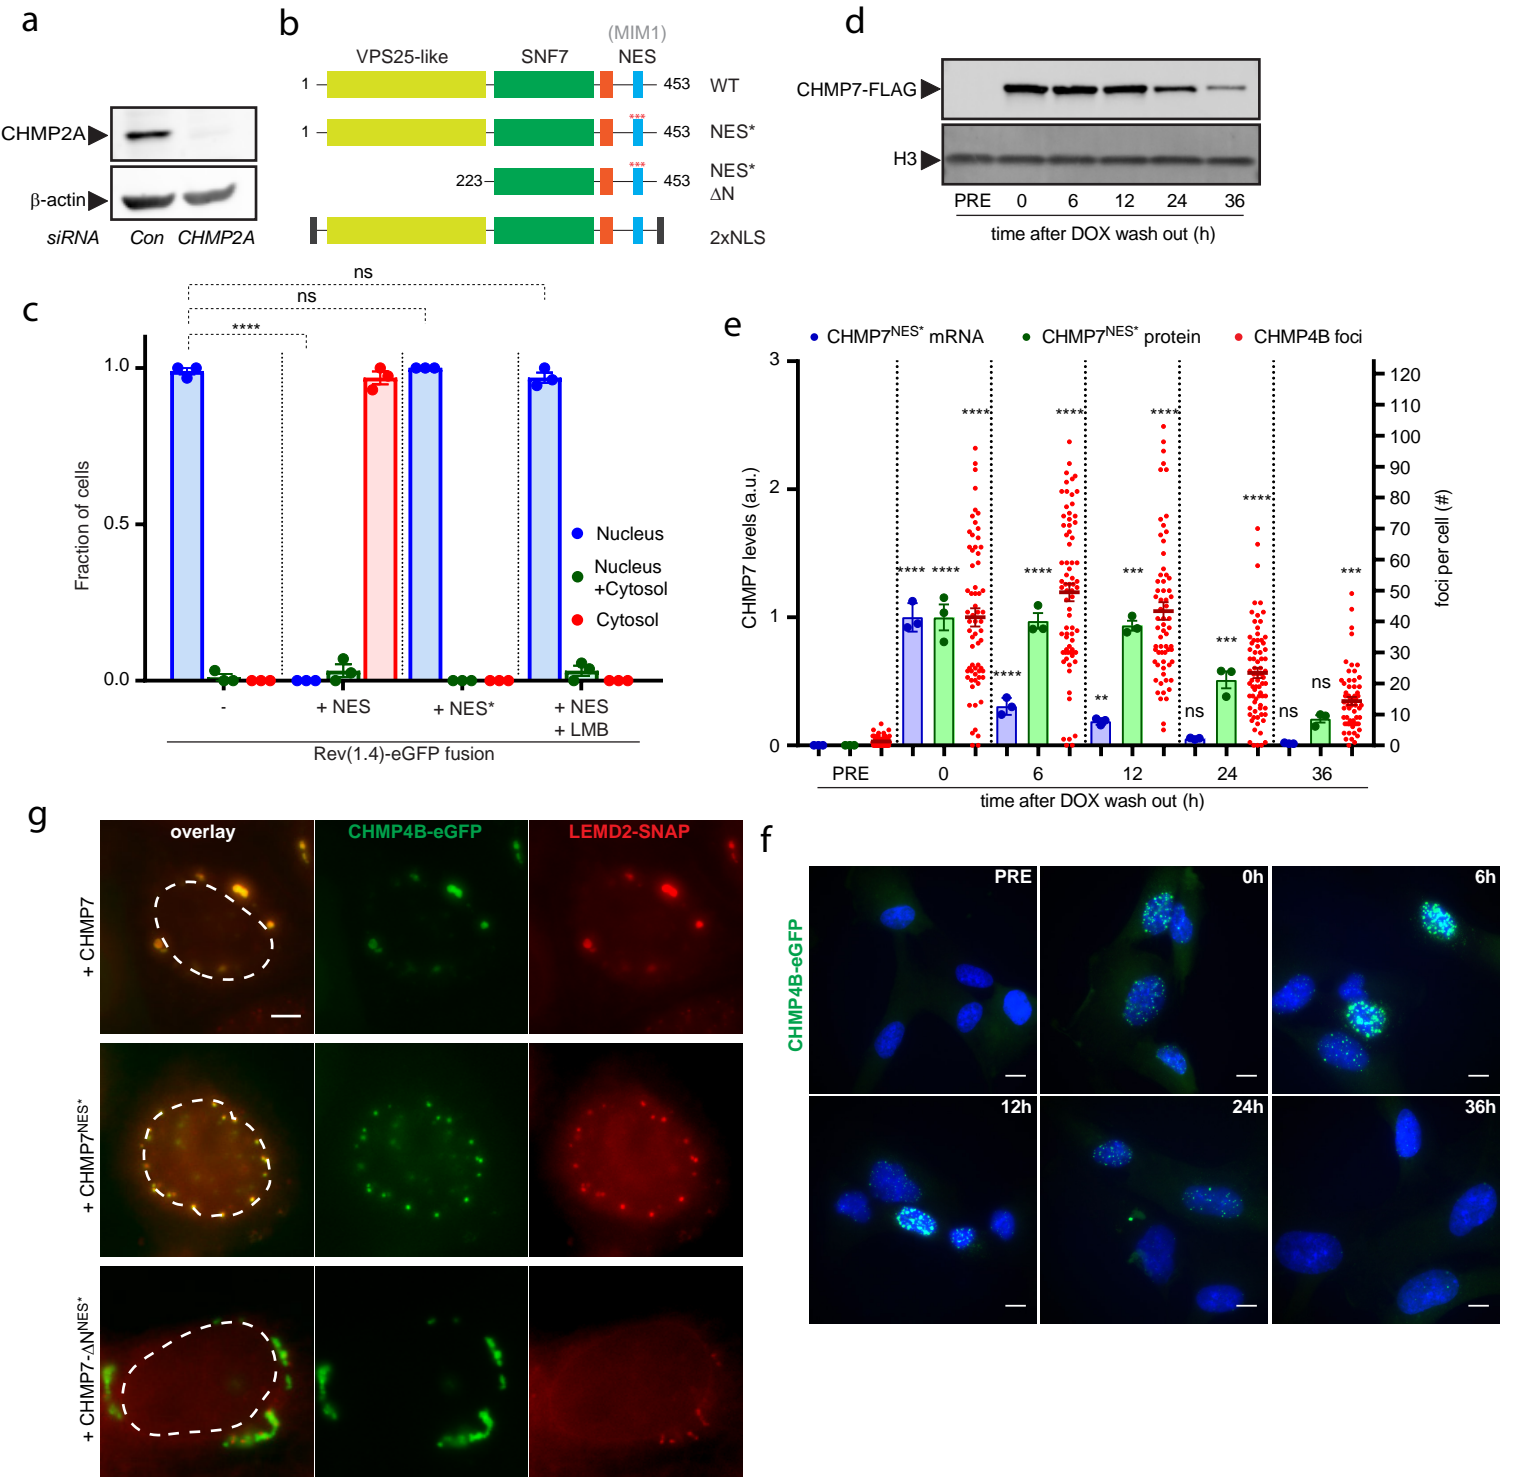 a
CHMP2A
β-actin
siRNA Con CHMP2A
b
(MIM1)
VPS25-like SNF7 NES
1 453 WT
***
1 453 NES*
***
223 453 NES*
ΔN
2xNLS
c
ns
ns
****
1.0
0.5
0.0
Fraction of cells
Nucleus
Nucleus
+Cytosol
Cytosol
- + NES + NES* + NES
+ LMB
Rev(1.4)-eGFP fusion
d
CHMP7-FLAG
H3
PRE 0 6 12 24 36
time after DOX wash out (h)
e
CHMP7NES* mRNA CHMP7NES* protein CHMP4B foci
3
2
1
0
CHMP7 levels (a.u.)
**** **** ****
**** **** ****
** *** ****
ns *** ****
ns ns ***
120
110
100
90
80
70
60
50
40
30
20
10
0
foci per cell (#)
PRE 0 6 12 24 36
time after DOX wash out (h)
g
overlay CHMP4B-eGFP LEMD2-SNAP
+ CHMP7
+ CHMP7NES*
+ CHMP7-ΔNNES*
f
CHMP4B-eGFP
PRE 0h 6h
12h 24h 36h